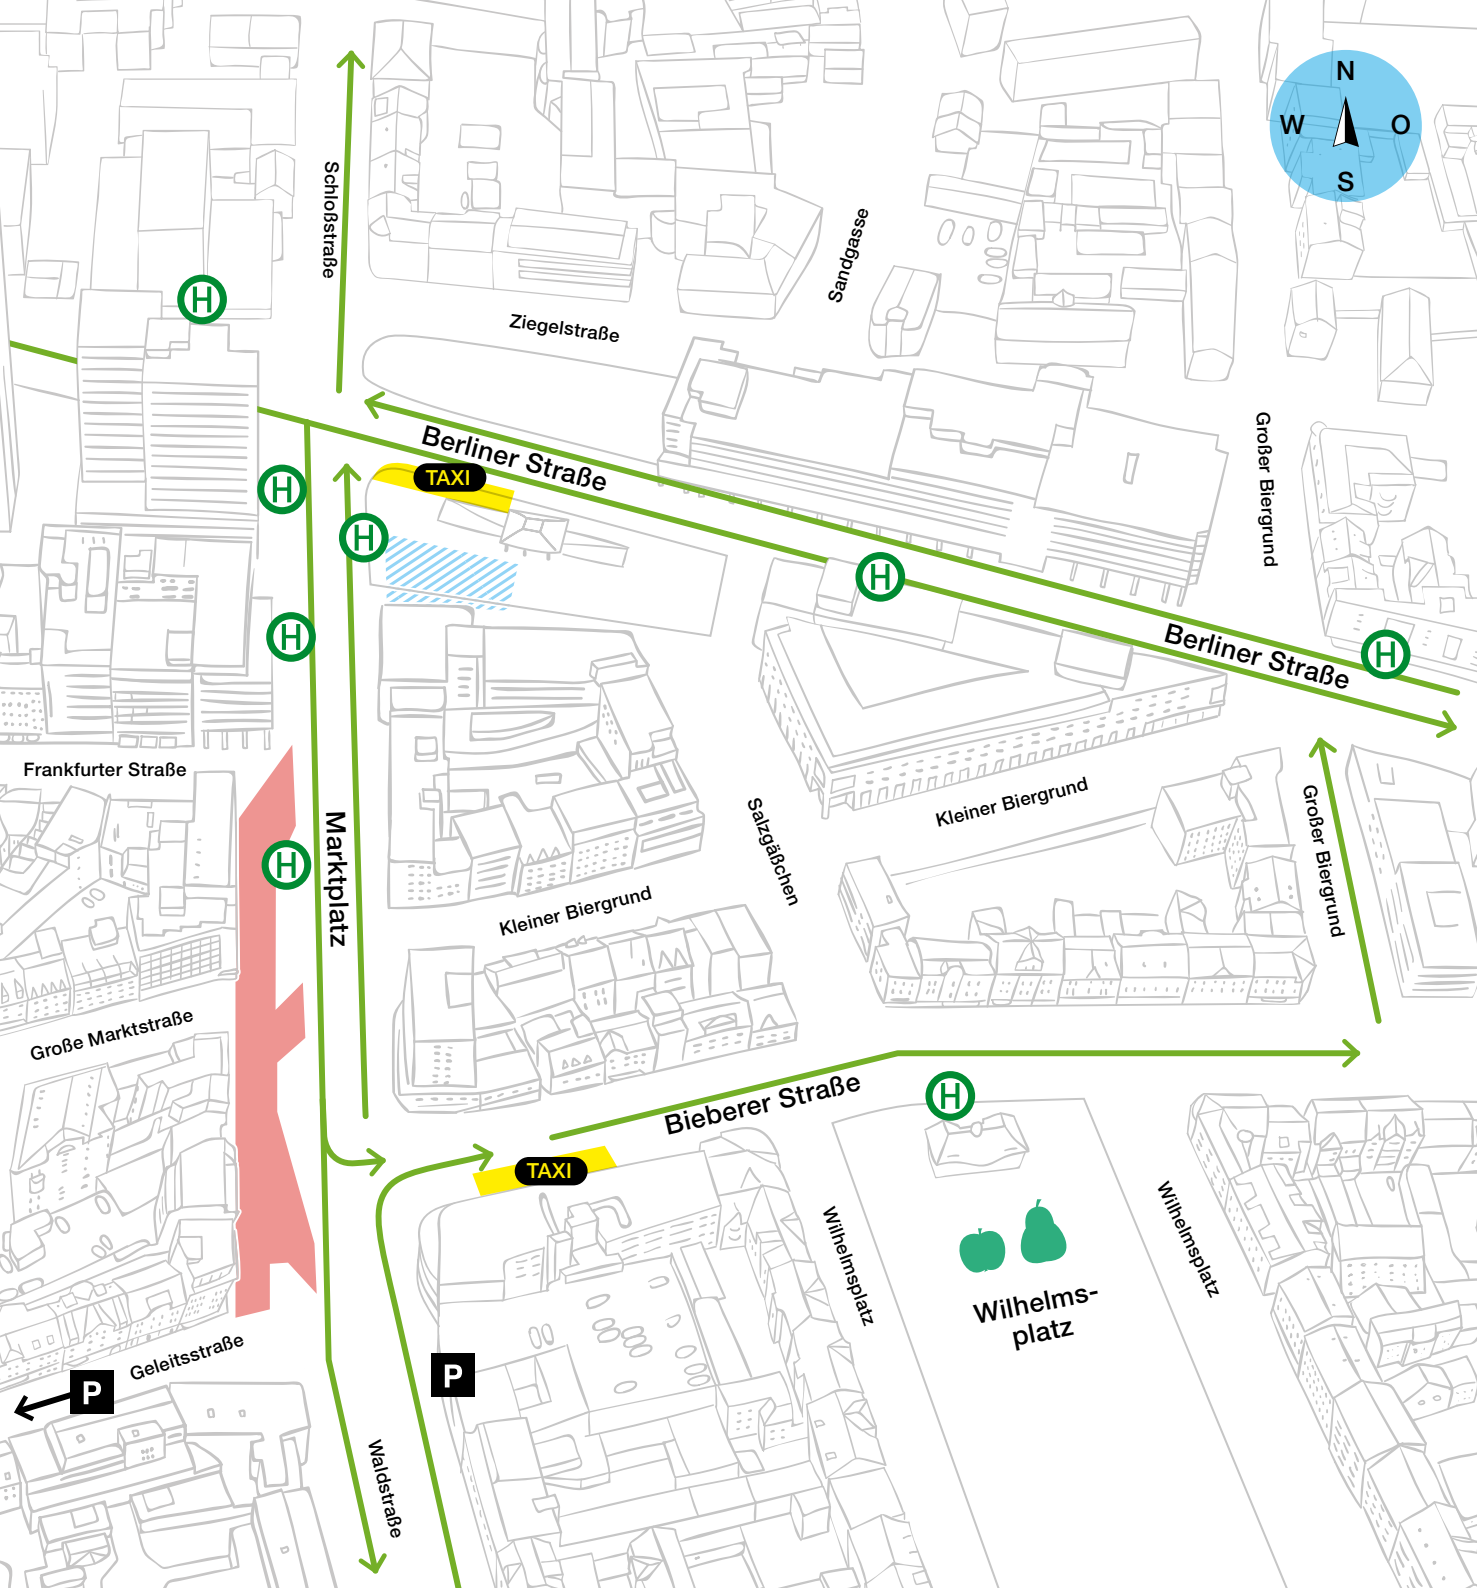 N
W
O
S
Schloßstraße
Sandgasse
H
Ziegelstraße
Berliner Straße
TAXI
H
H
H
Großer Biergrund
H
Berliner Straße
H
Frankfurter Straße
Marktplatz
H
Kleiner Biergrund
Salzgäßchen
Großer Biergrund
Kleiner Biergrund
Große Marktstraße
Bieberer Straße
H
TAXI
Wilhelmsplatz
Wilhelmsplatz
Wilhelms-
platz
Geleitsstraße
P
P
Waldstraße